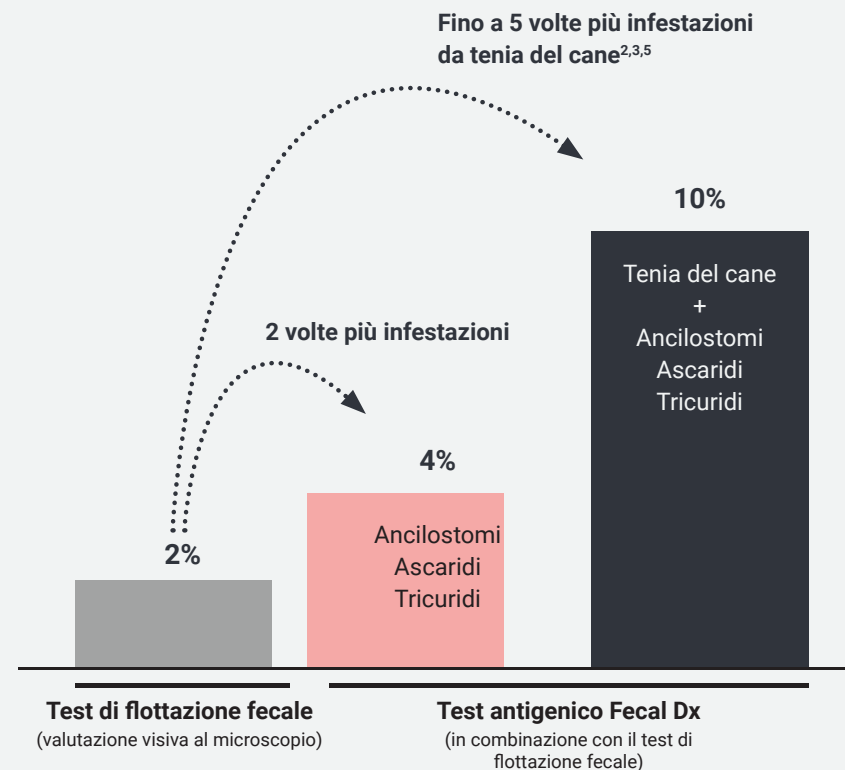 Fino a 5 volte più infestazioni
da tenia del cane2,3,5
10%
Tenia del cane
+
Ancilostomi
Ascaridi
Tricuridi
2 volte più infestazioni
4%
Ancilostomi
Ascaridi
Tricuridi
2%
Test di flottazione fecale
(valutazione visiva al microscopio)
Test antigenico Fecal Dx
(in combinazione con il test di
flottazione fecale)